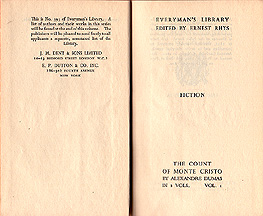 This is No. 393 of Everyman's Library. A
list of authors and their works in this series
will be found at the end of this volume. The
publishers will be pleased to send freely to all
applicants a separate, annotated list of the
Library.
J. M. DENT & SONS LIMITED
10-13 BEDFORD STREET LONDON W.C.2
E. P. DUTTON & CO. INC.
286-302 FOURTH AVENUE
NEW YORK
EVERYMAN'S LIBRARY
EDITED BY ERNEST RHYS
FICTION
THE COUNT
OF MONTE CRISTO
BY ALEXANDRE DUMAS
IN 2 VOLS. VOL. 1